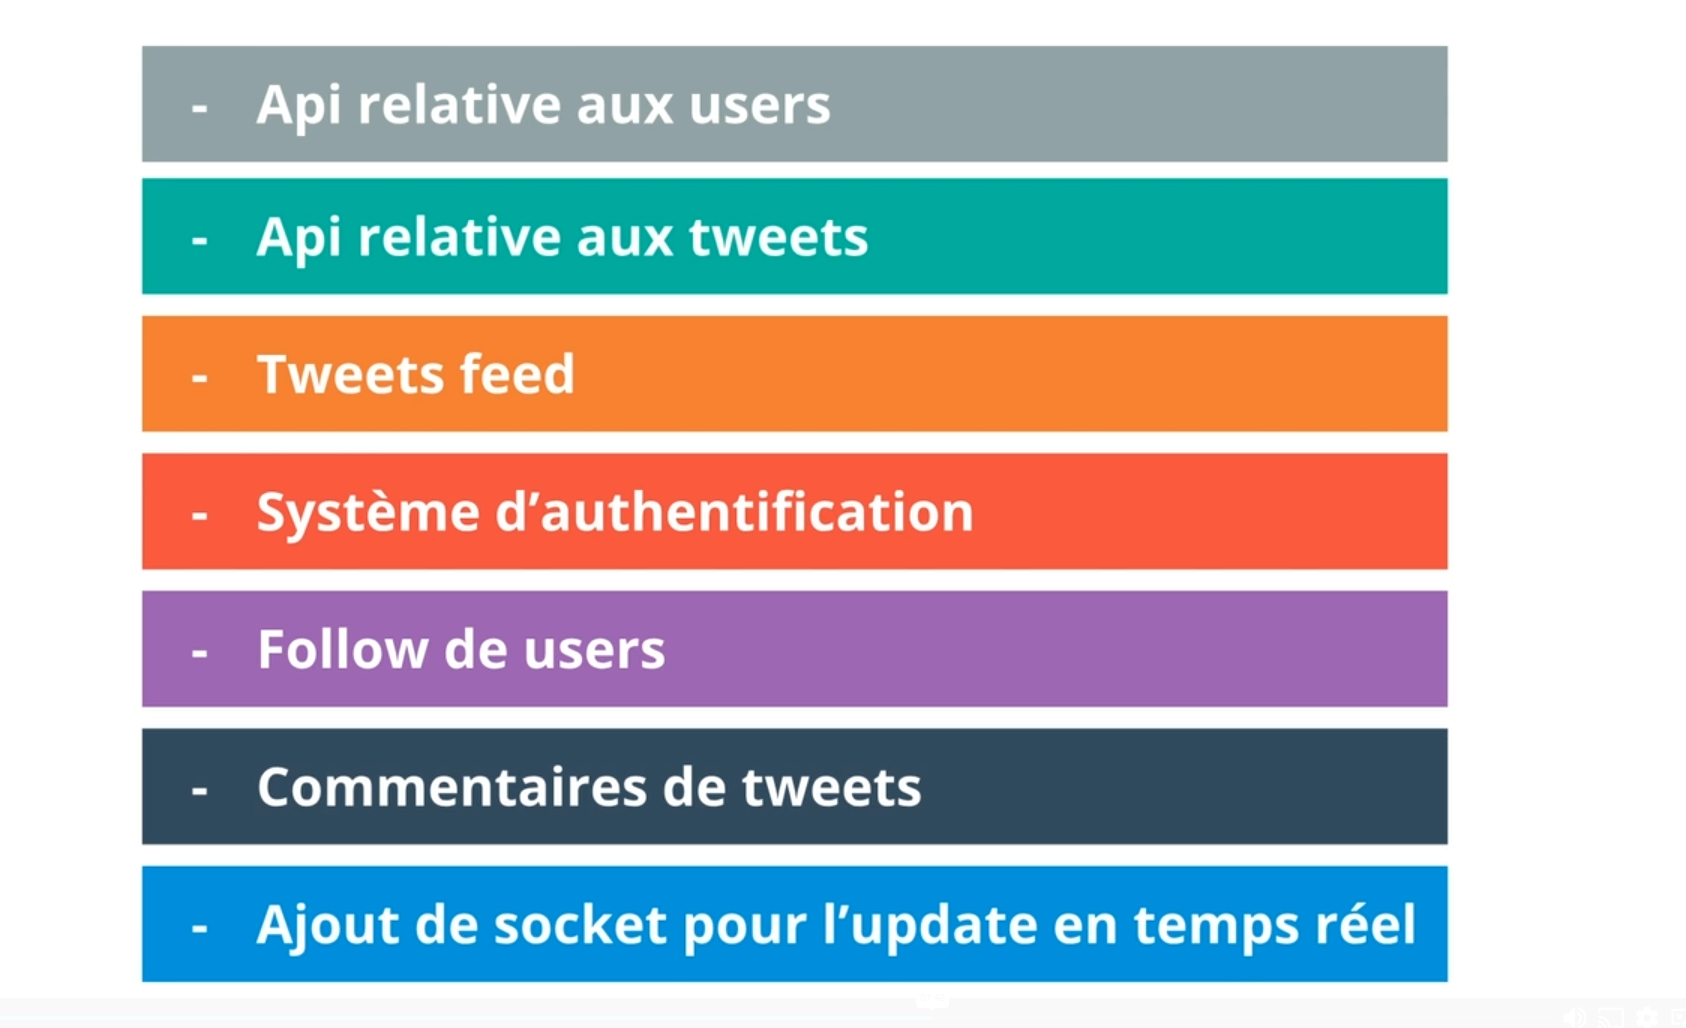 - Api relative aux users
- Api relative aux tweets
- Tweets feed
- Système d’authentification
- Follow de users
- Commentaires de tweets
- Ajout de socket pour l’update en temps réel